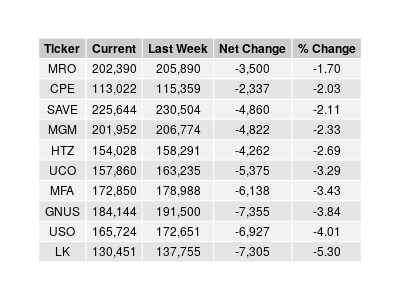 Ticker Current Last Week Net Change % Change
MRO 202,390 205,890 -3,500 -1.70
CPE 113,022 115,359 -2,337 -2.03
SAVE 225,644 230,504 -4,860 -2.11
MGM 201,952 206,774 -4,822 -2.33
HTZ 154,028 158,291 -4,262 -2.69
UCO 157,860 163,235 -5,375 -3.29
MFA 172,850 178,988 -6,138 -3.43
GNUS 184,144 191,500 -7,355 -3.84
USO 165,724 172,651 -6,927 -4.01
LK 130,451 137,755 -7,305 -5.30